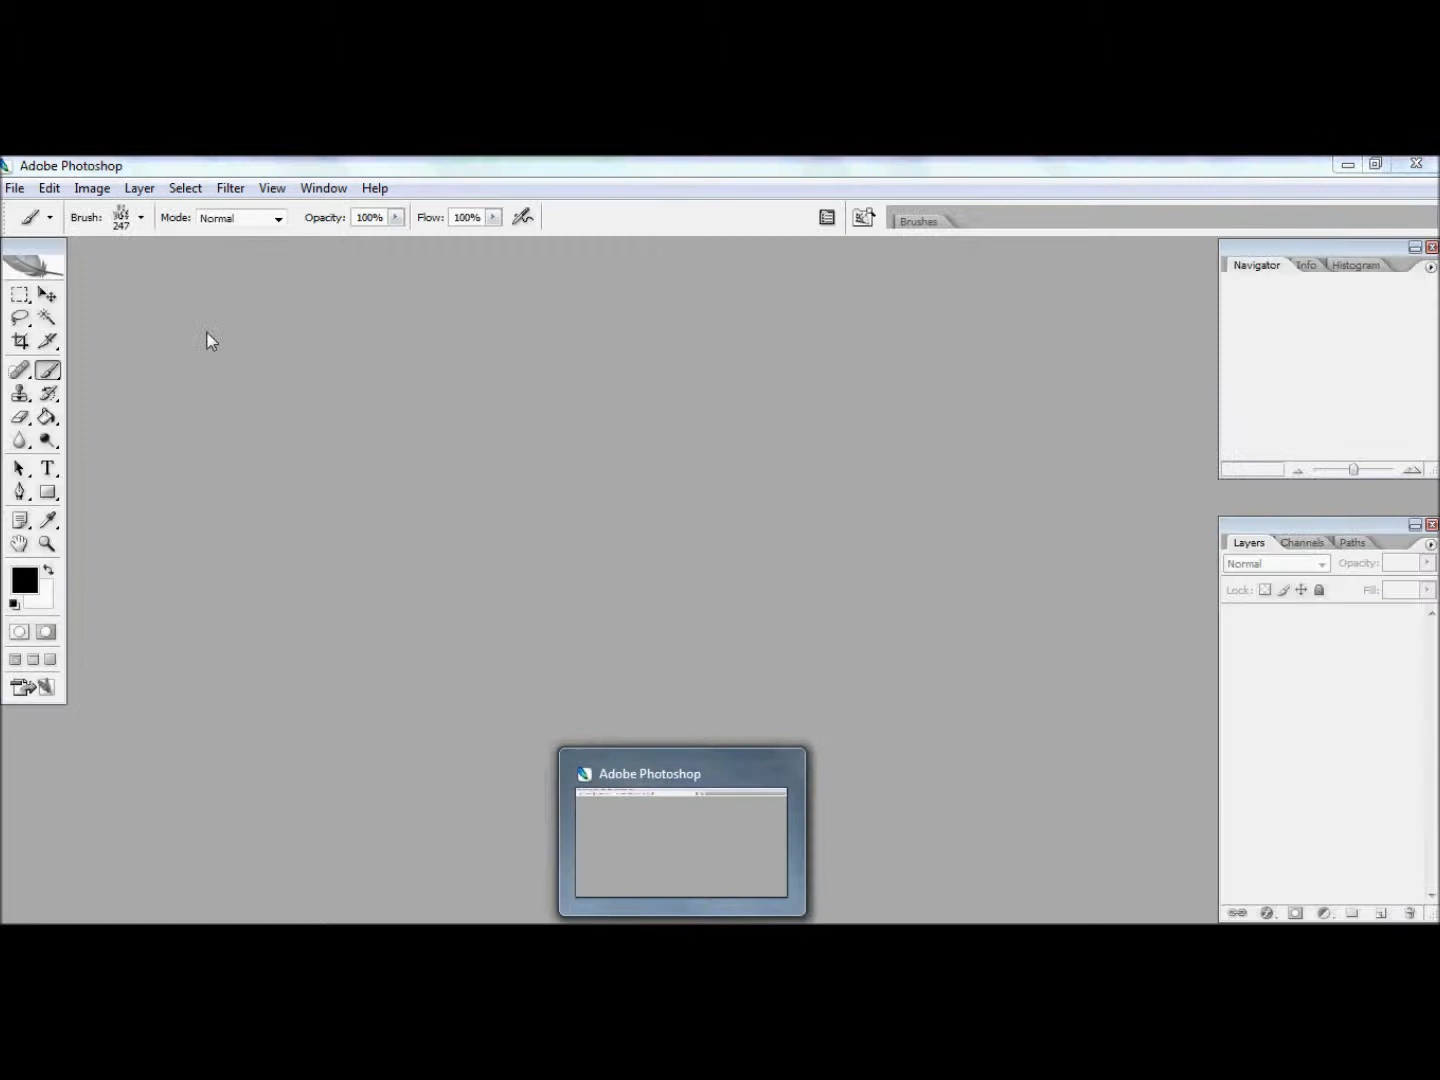 Adobe Photoshop
File Edit Image Layer Select Filter View Window Help
Brush: 247 Mode: Normal Opacity: 100% Flow: 100% Brushes
Navigator Info Histogram
Layers Channels Paths
Normal Opacity:
Lock: Fill:
Adobe Photoshop